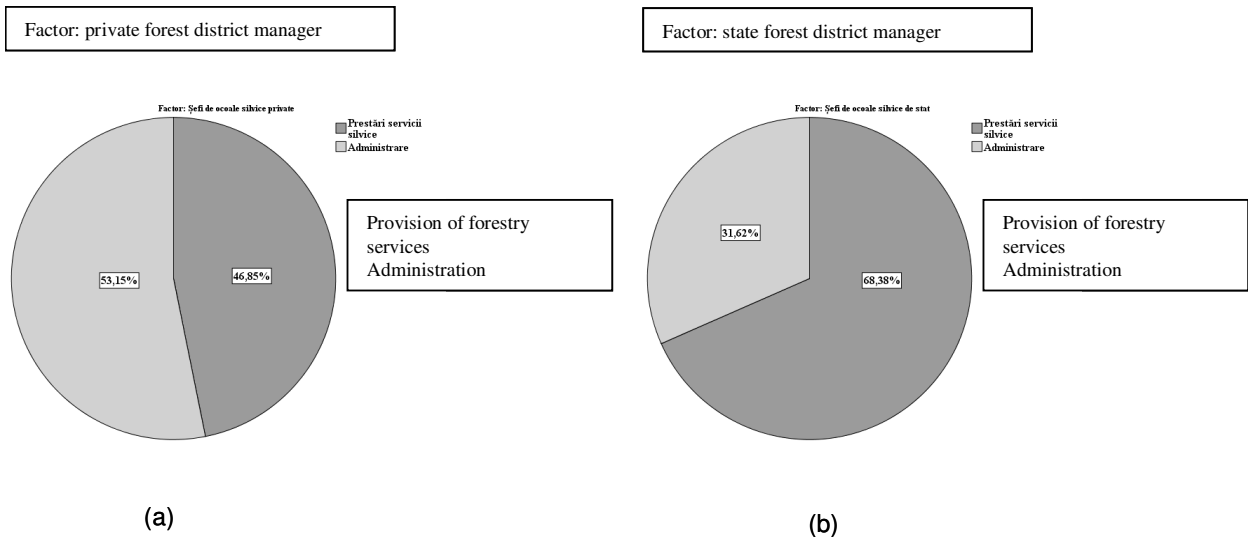 Factor: private forest district manager
Factor: Şefi de ocoale silvice private
Prestări servicii
silvice
Administrare
Provision of forestry
services
Administration
53,15%
46,85%
(a)
Factor: state forest district manager
Factor: Şefi de ocoale silvice de stat
Prestări servicii
silvice
Administrare
Provision of forestry
services
Administration
31,62%
68,38%
(b)